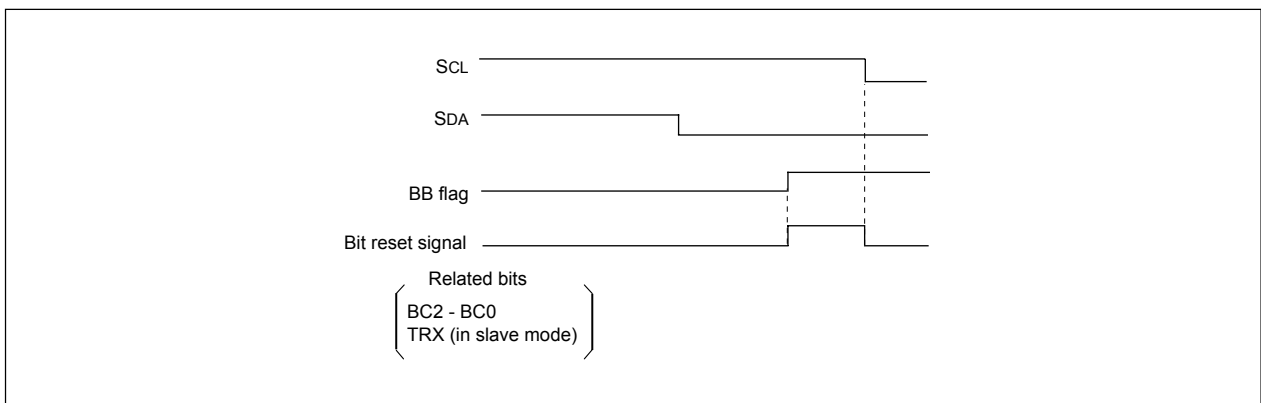 SCL
SDA
BB flag
Bit reset signal
Related bits
BC2 - BC0
TRX (in slave mode)